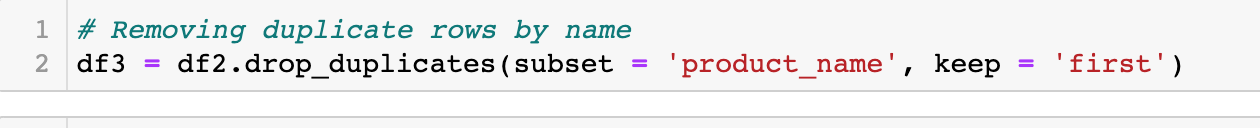 1 # Removing duplicate rows by name
2 df3 = df2.drop_duplicates(subset = 'product_name', keep = 'first')